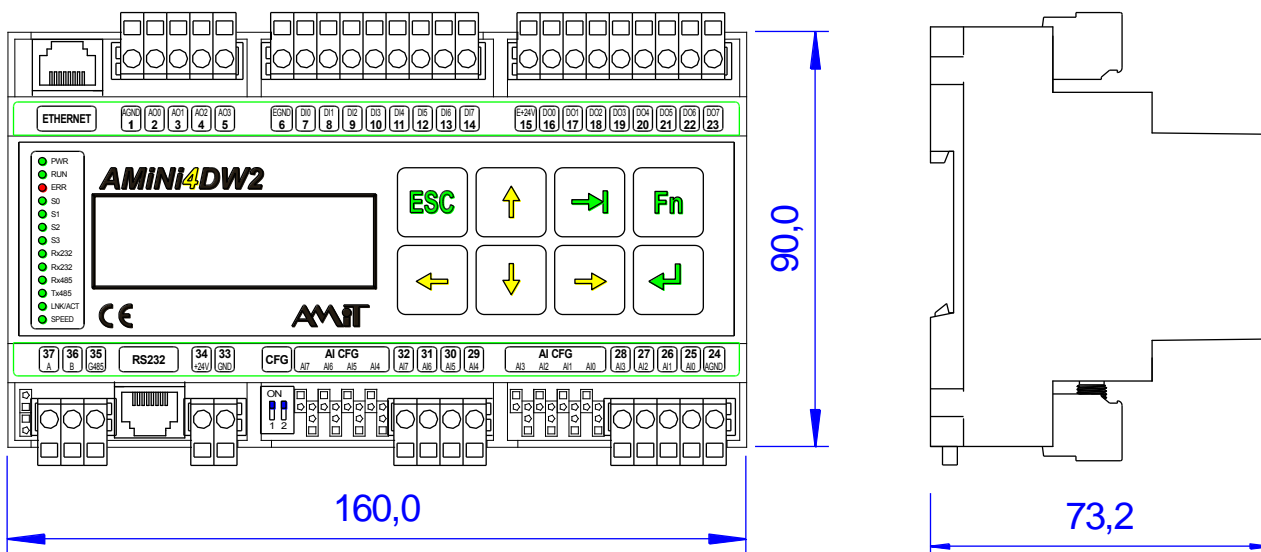 ETHERNET
AGND AO0 AO1 AO2 AO3
1 2 3 4 5
EGND DI0 DI1 DI2 DI3 DI4 DI5 DI6 DI7
6 7 8 9 10 11 12 13 14
E+24V DO0 DO1 DO2 DO3 DO4 DO5 DO6 DO7
15 16 17 18 19 20 21 22 23
PWR
RUN
ERR
S0
S1
S2
S3
Rx232
Rx232
Rx485
Tx485
LNK/ACT
SPEED
AMiNi4DW2
ESC
Fn
CE
AMiT
37 36 35
A B G485
RS232
34 33
+24V GND
CFG
AI CFG
AI7 AI6 AI5 AI4
32 31 30 29
AI7 AI6 AI5 AI4
AI CFG
AI3 AI2 AI1 AI0
28 27 26 25 24
AI3 AI2 AI1 AI0 AGND
ON
1 2
90,0
160,0
73,2